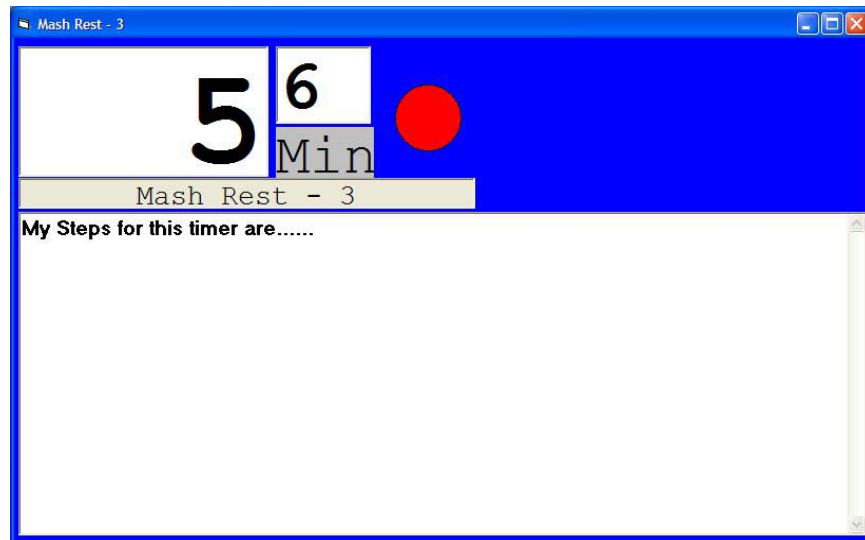 Mash Rest - 3
5
6
Min
Mash Rest - 3
My Steps for this timer are......